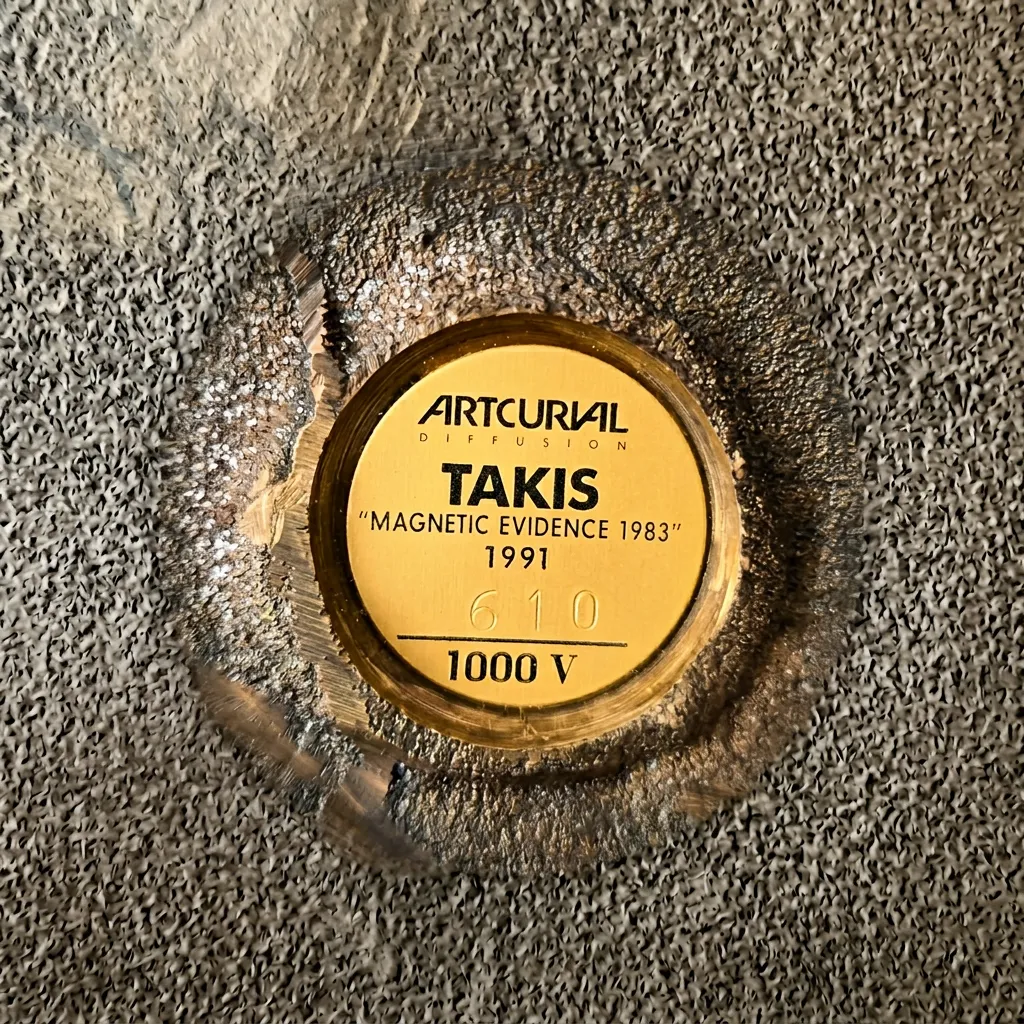 ARTCURIAL
DIFFUSION
TAKIS
"MAGNETIC EVIDENCE 1983"
1991
610
1000 V